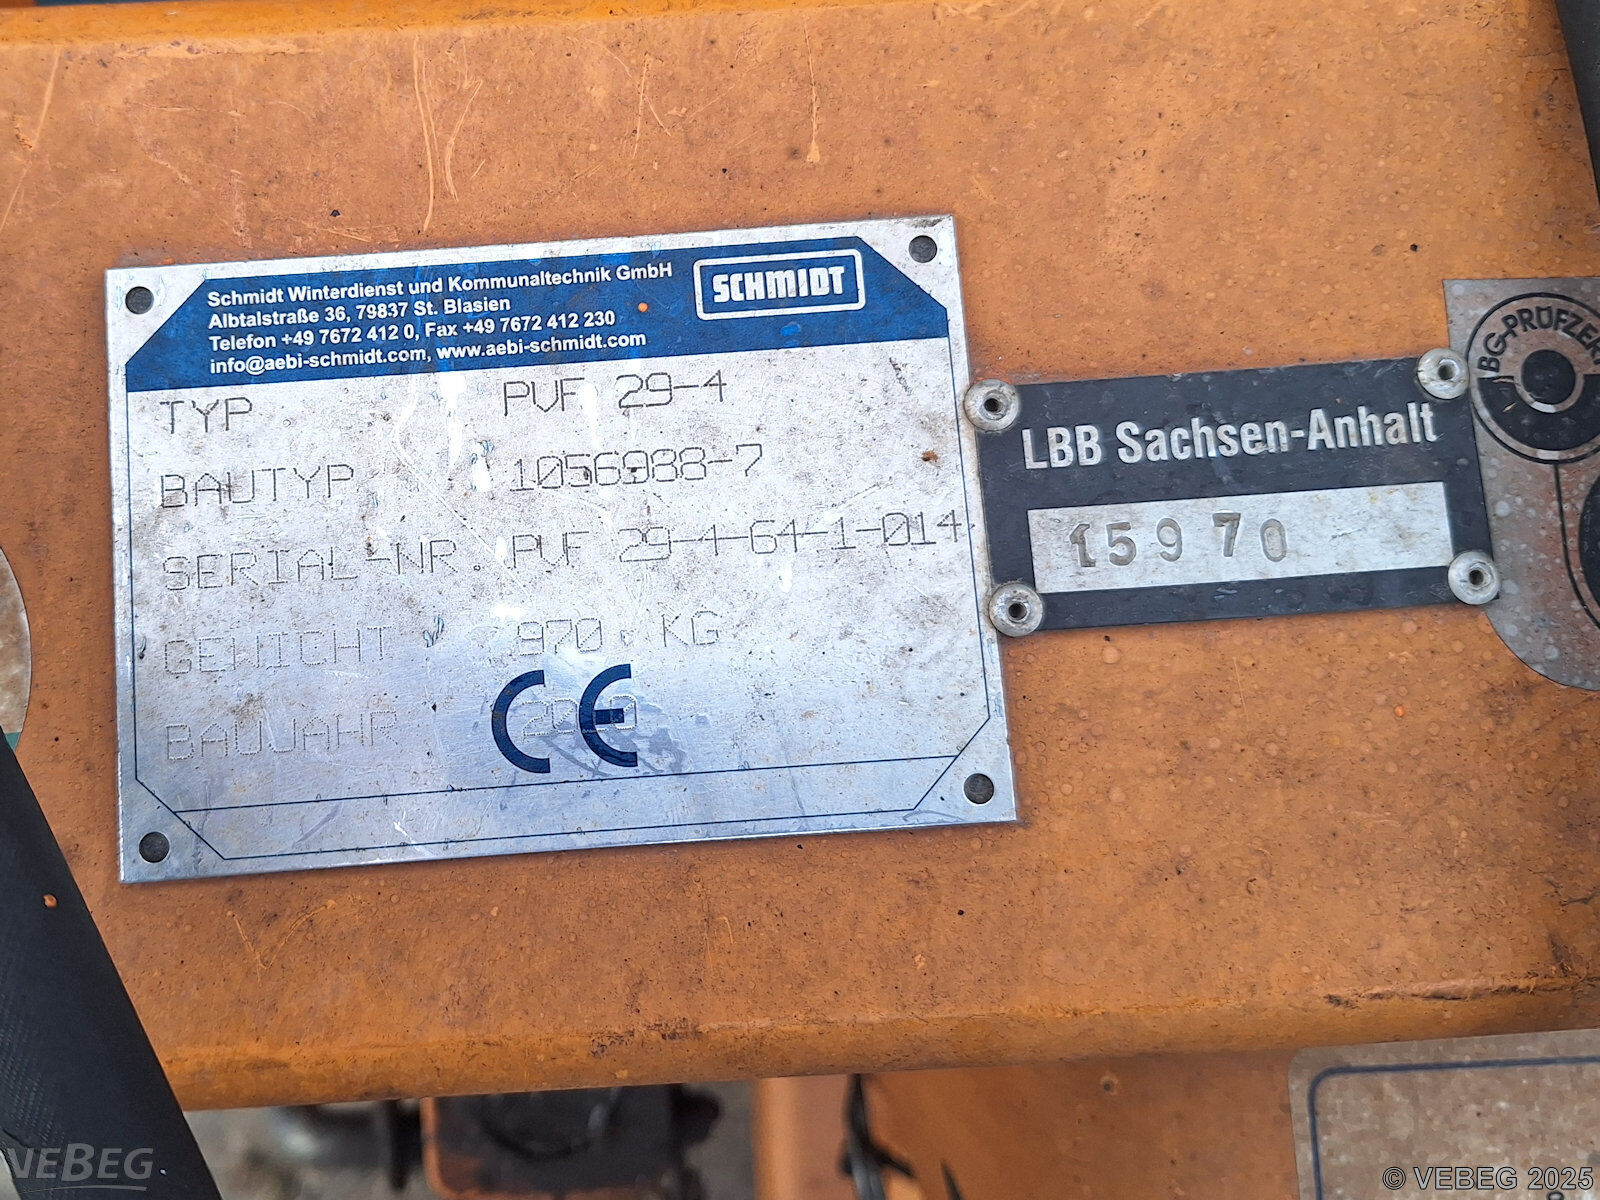 Schmidt Winterdienst und Kommunaltechnik GmbH
Albtalstraße 36, 79837 St. Blasien
Telefon +49 7672 412 0, Fax +49 7672 412 230
info@aebi-schmidt.com, www.aebi-schmidt.com
SCHMIDT
TYP PVF 29-4
BAUTYP 1056988-7
SERIAL-NR. PVF 29-4-64-1-014
GEWICHT 970 KG
BAUJAHR
CE
LBB Sachsen-Anhalt
15970
BG-PRÜFZER
VEBEG
© VEBEG 2025